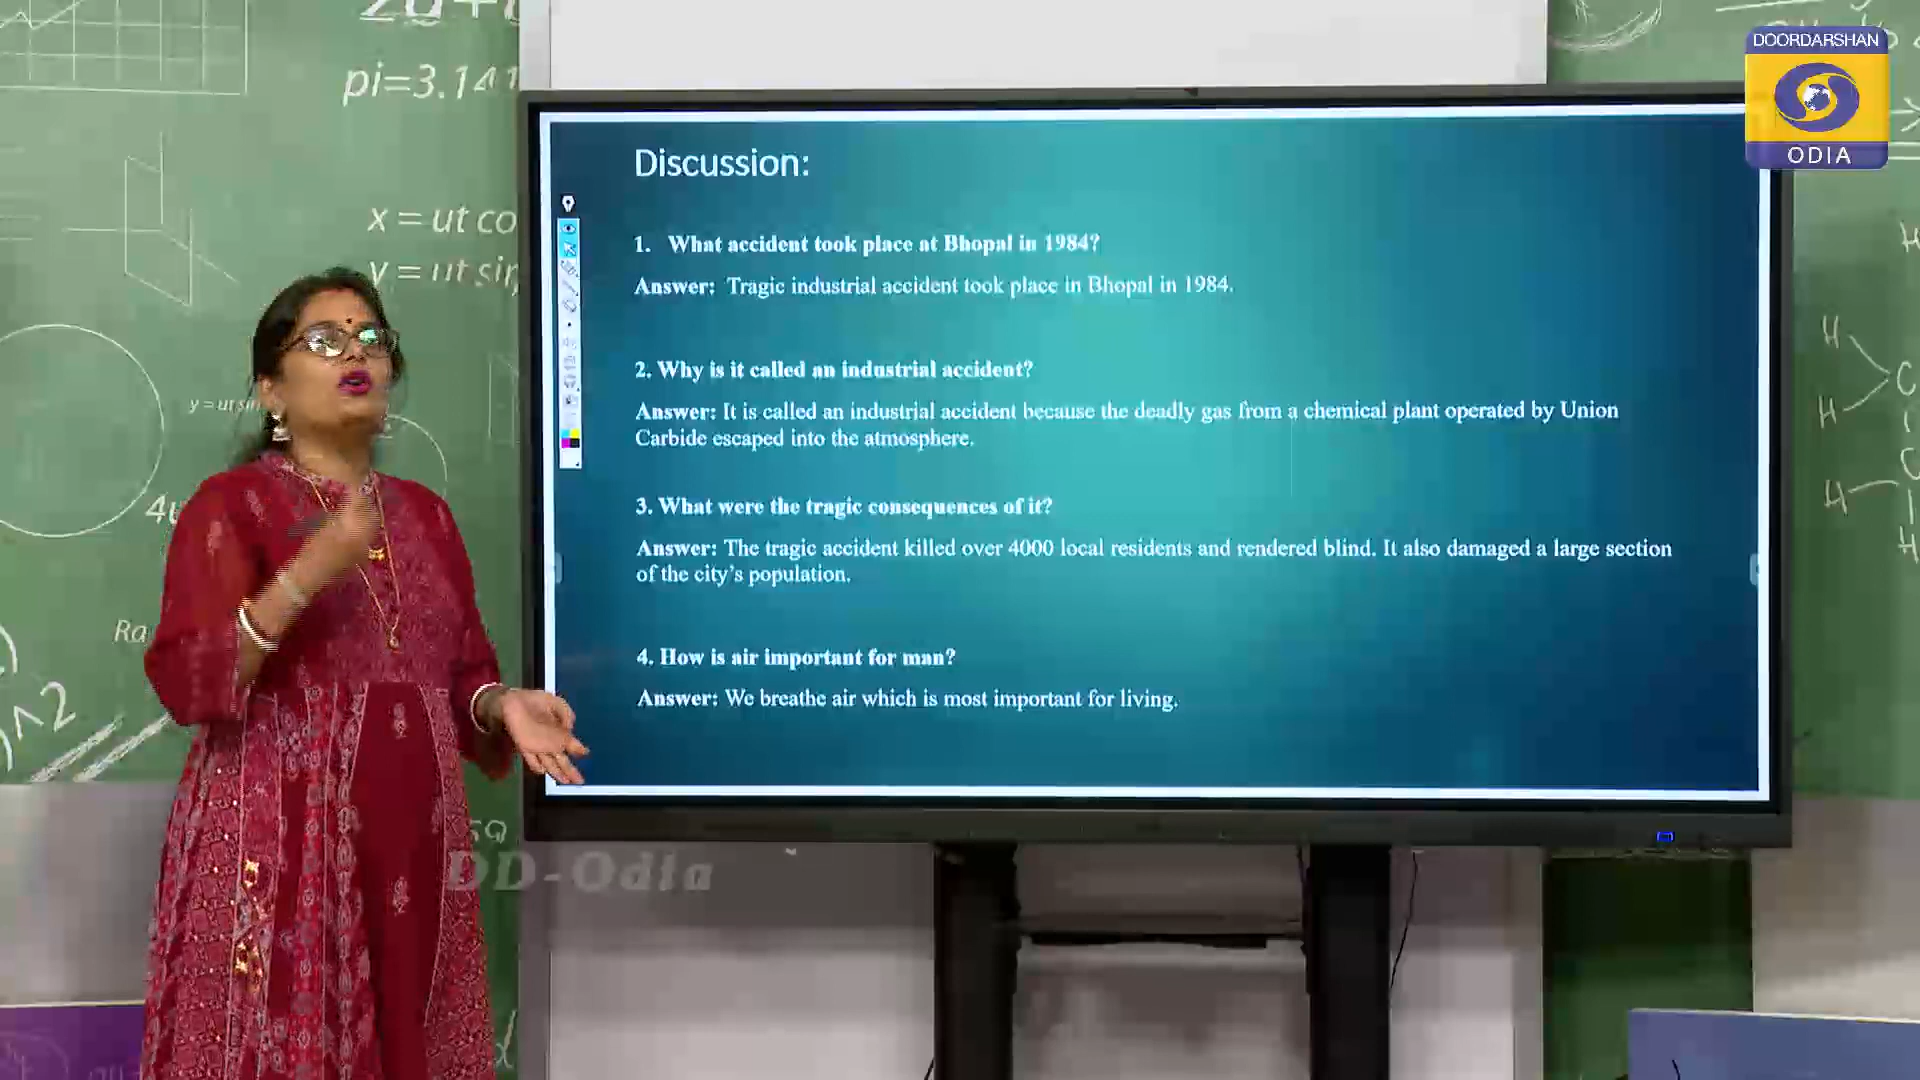 pi=3.141
x = ut co
y = ut sin
y = ut sin
DOORDARSHAN
ODIA
Discussion:
1. What accident took place at Bhopal in 1984?
Answer: Tragic industrial accident took place in Bhopal in 1984.
2. Why is it called an industrial accident?
Answer: It is called an industrial accident because the deadly gas from a chemical plant operated by Union
Carbide escaped into the atmosphere.
3. What were the tragic consequences of it?
Answer: The tragic accident killed over 4000 local residents and rendered blind. It also damaged a large section
of the city's population.
4. How is air important for man?
Answer: We breathe air which is most important for living.
DD-Odia
H
H
C
C
H
H